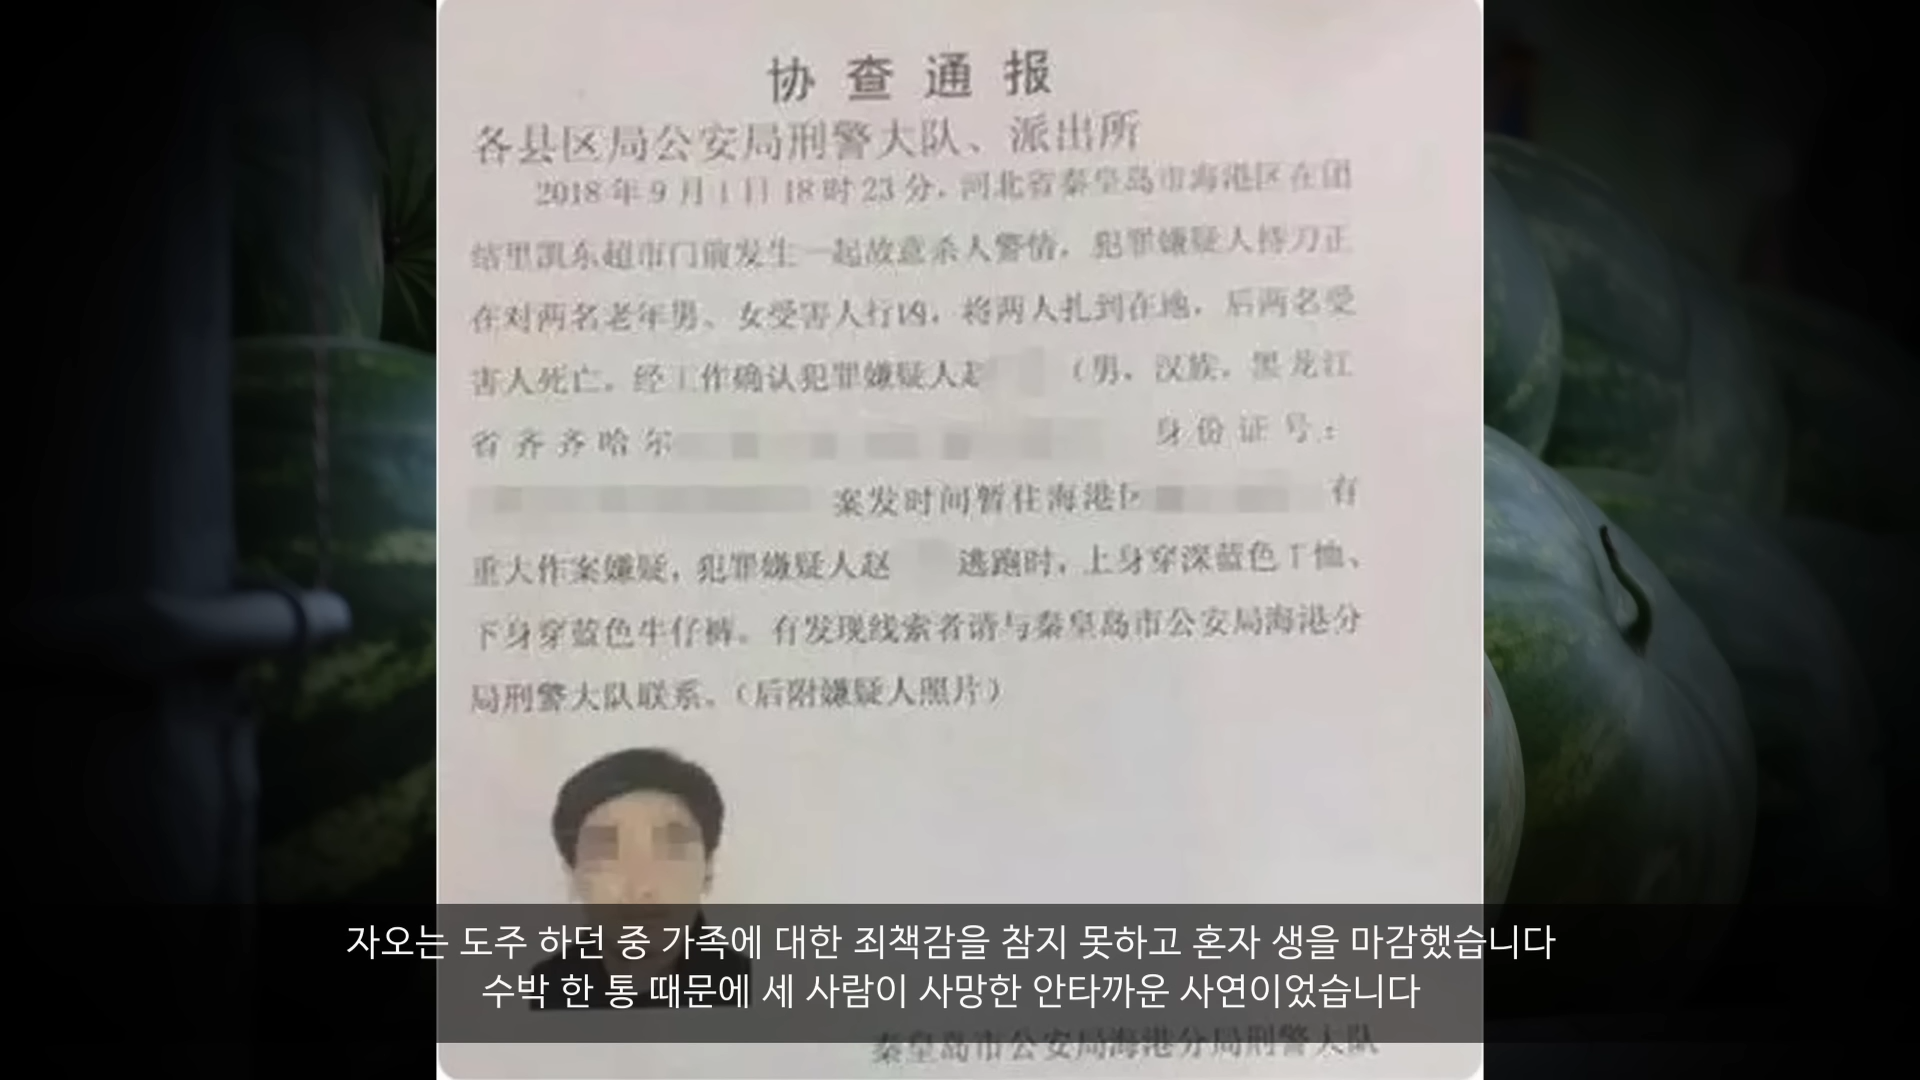 协查通报
各县区局公安局刑警大队、派出所
2018年9月1日18时23分，河北省秦皇岛市海港区在团
结里凯东超市门前发生一起故意杀人警情，犯罪嫌疑人持刀正
在对两名老年男、女受害人行凶，将两人扎到在地，后两名受
害人死亡。经工作确认犯罪嫌疑人赵 （男，汉族，黑龙江
省齐齐哈尔 身份证号：
案发时间暂住海港区 有
重大作案嫌疑，犯罪嫌疑人赵 逃跑时，上身穿深蓝色T恤、
下身穿蓝色牛仔裤。有发现线索者请与秦皇岛市公安局海港分
局刑警大队联系。（后附嫌疑人照片）
자오는 도주 하던 중 가족에 대한 죄책감을 참지 못하고 혼자 생을 마감했습니다
수박 한 통 때문에 세 사람이 사망한 안타까운 사연이었습니다
秦皇岛市公安局海港分局刑警大队